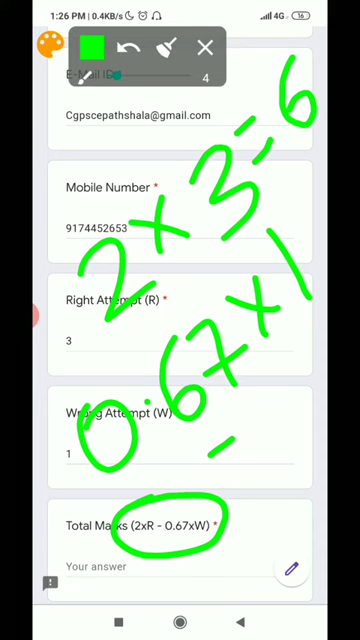 1:26 PM | 0.4KB/s
4G 16
4
E-Mail ID
Cgpscepathshala@gmail.com
Mobile Number *
9174452653
2 x 3 = 6
Right Attempt (R) *
3
0.67 x 1
Wrong Attempt (W)
1
-
Total Marks (2xR - 0.67xW) *
Your answer